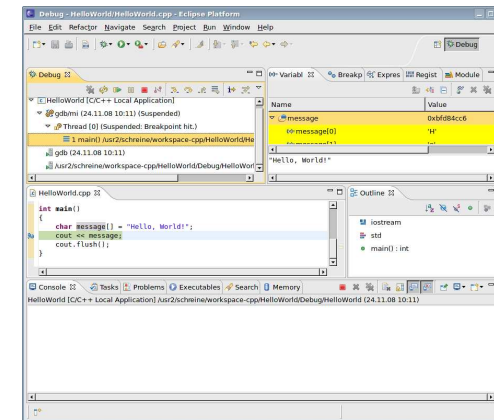 Debug - HelloWorld/HelloWorld.cpp - Eclipse Platform
File Edit Refactor Navigate Search Project Run Window Help
Debug
Debug
Variabl Breakp Expres Regist Module
HelloWorld [C/C++ Local Application]
gdb/mi (24.11.08 10:11) (Suspended)
Thread [0] (Suspended: Breakpoint hit.)
1 main() /usr2/schreine/workspace-cpp/HelloWorld/He
gdb (24.11.08 10:11)
/usr2/schreine/workspace-cpp/HelloWorld/Debug/HelloWorl
Name Value
message 0xbfd84cc6
message[0] 'H'
message[1]
"Hello, World!"
HelloWorld.cpp
int main()
{
char message[] = "Hello, World!";
cout << message;
cout.flush();
}
Outline
iostream
std
main() : int
Console Tasks Problems Executables Search Memory
HelloWorld [C/C++ Local Application] /usr2/schreine/workspace-cpp/HelloWorld/Debug/HelloWorld (24.11.08 10:11)